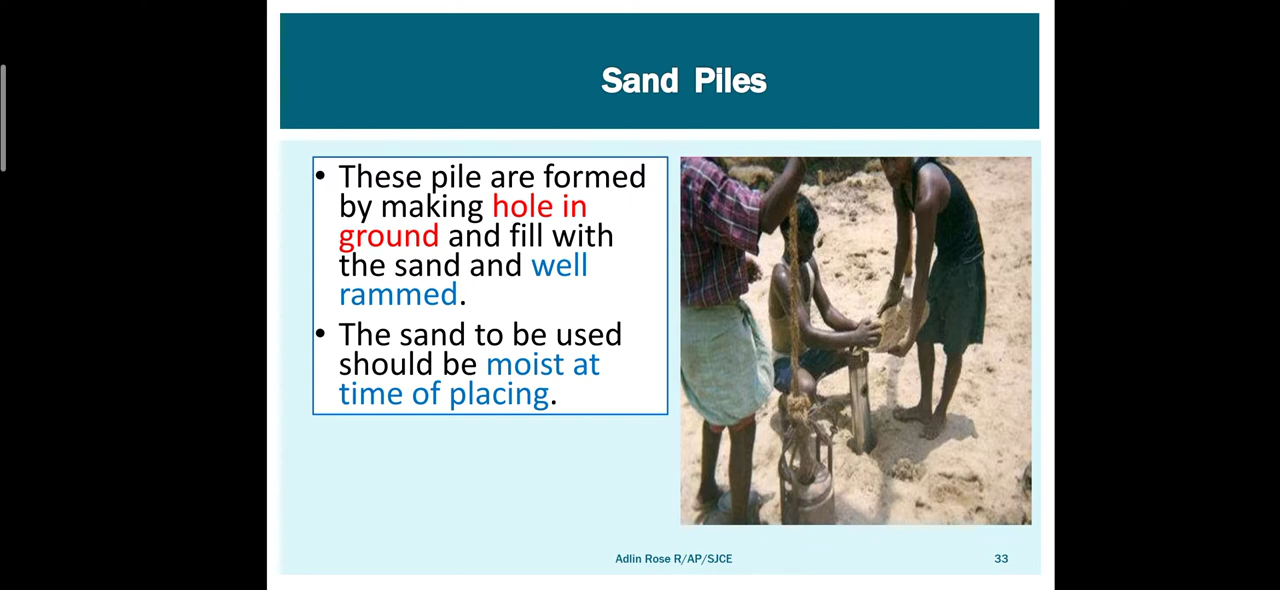 Sand Piles
• These pile are formed
by making hole in
ground and fill with
the sand and well
rammed.
• The sand to be used
should be moist at
time of placing.
Adlin Rose R/AP/SJCE
33